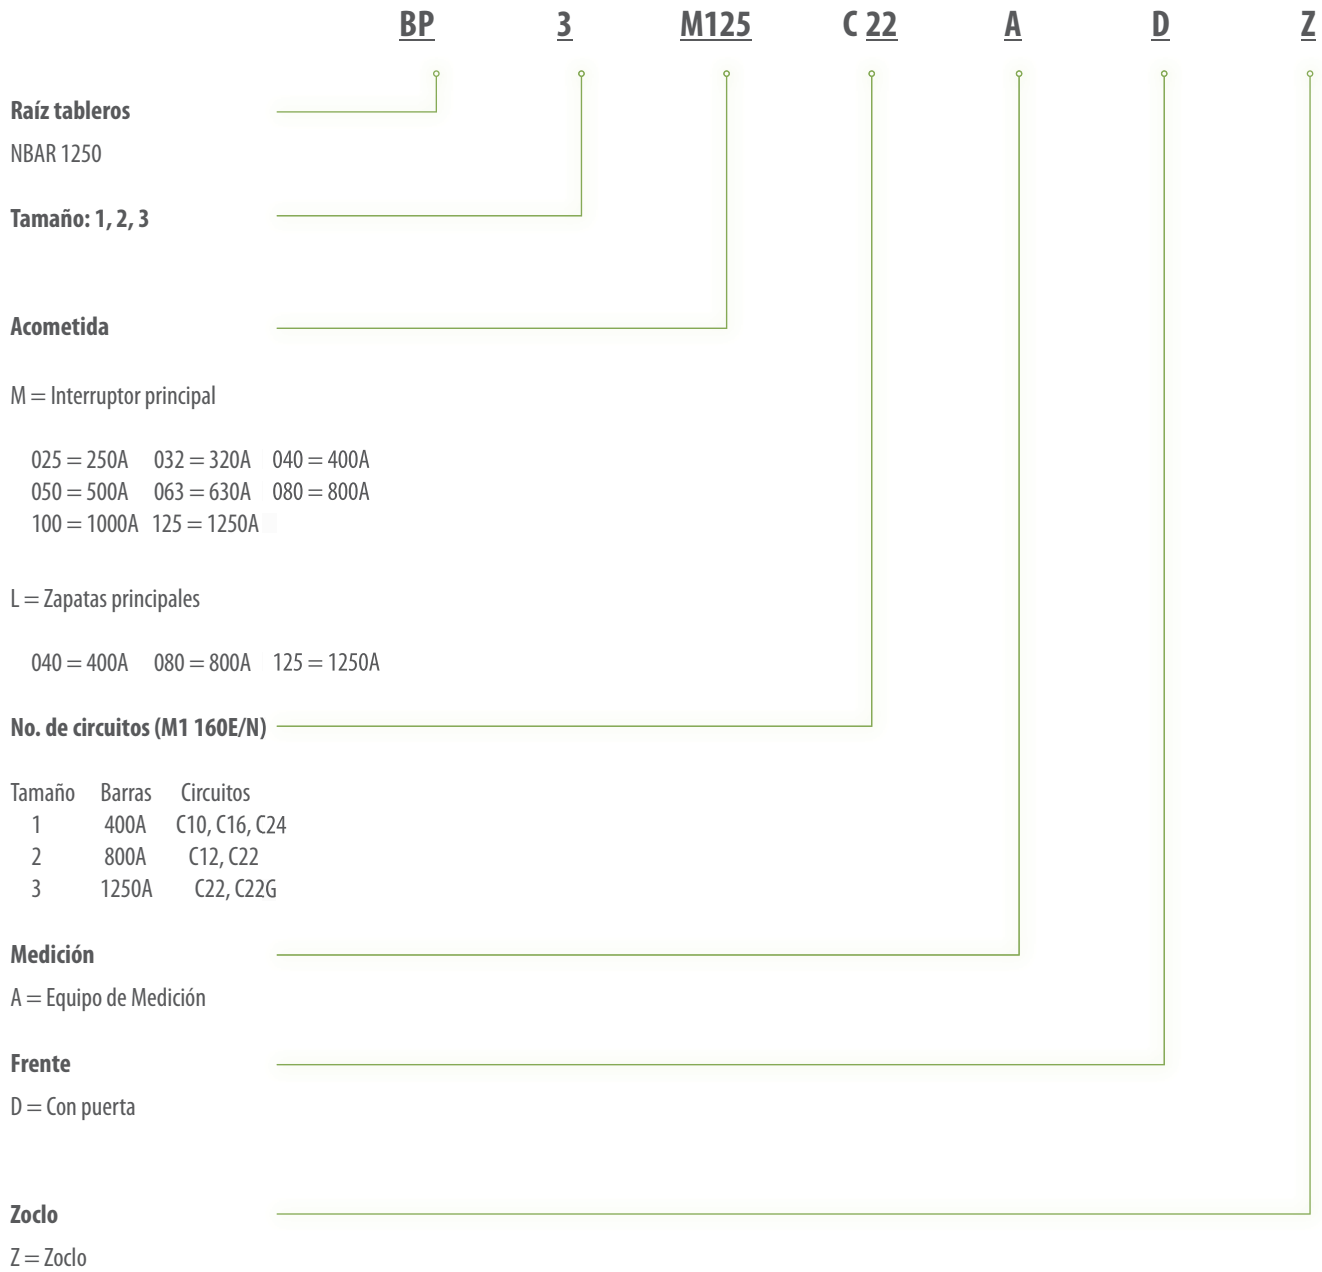 BP 3 M125 C 22 A D Z
Raíz tableros
NBAR 1250
Tamaño: 1, 2, 3
Acometida
M = Interruptor principal
025 = 250A 032 = 320A 040 = 400A
050 = 500A 063 = 630A 080 = 800A
100 = 1000A 125 = 1250A
L = Zapatas principales
040 = 400A 080 = 800A 125 = 1250A
No. de circuitos (M1 160E/N)
Tamaño Barras Circuitos
1 400A C10, C16, C24
2 800A C12, C22
3 1250A C22, C22G
Medición
A = Equipo de Medición
Frente
D = Con puerta
Zoclo
Z = Zoclo